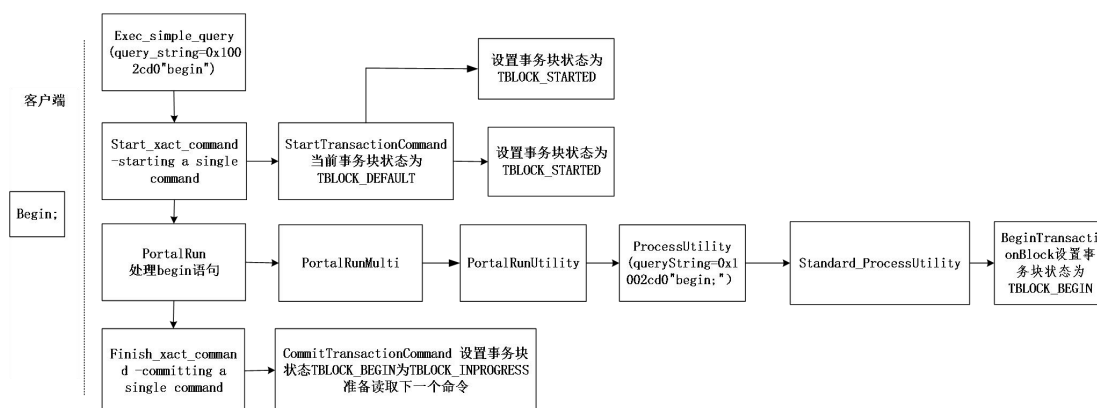 客户端
Begin;
Exec_simple_query
(query_string=0x100
2cd0"begin")
设置事务块状态为
TBLOCK_STARTED
Start_xact_command
-starting a single
command
StartTransactionCommand
当前事务块状态为
TBLOCK_DEFAULT
设置事务块状态为
TBLOCK_STARTED
PortalRun
处理begin语句
PortalRunMulti
PortalRunUtility
ProcessUtility
(queryString=0x1
002cd0"begin;")
Standard_ProcessUtility
BeginTransacti
onBlock设置事
务块状态为
TBLOCK_BEGIN
Finish_xact_comman
d -committing a
single command
CommitTransactionCommand 设置事务块
状态TBLOCK_BEGIN为TBLOCK_INPROGRESS
准备读取下一个命令